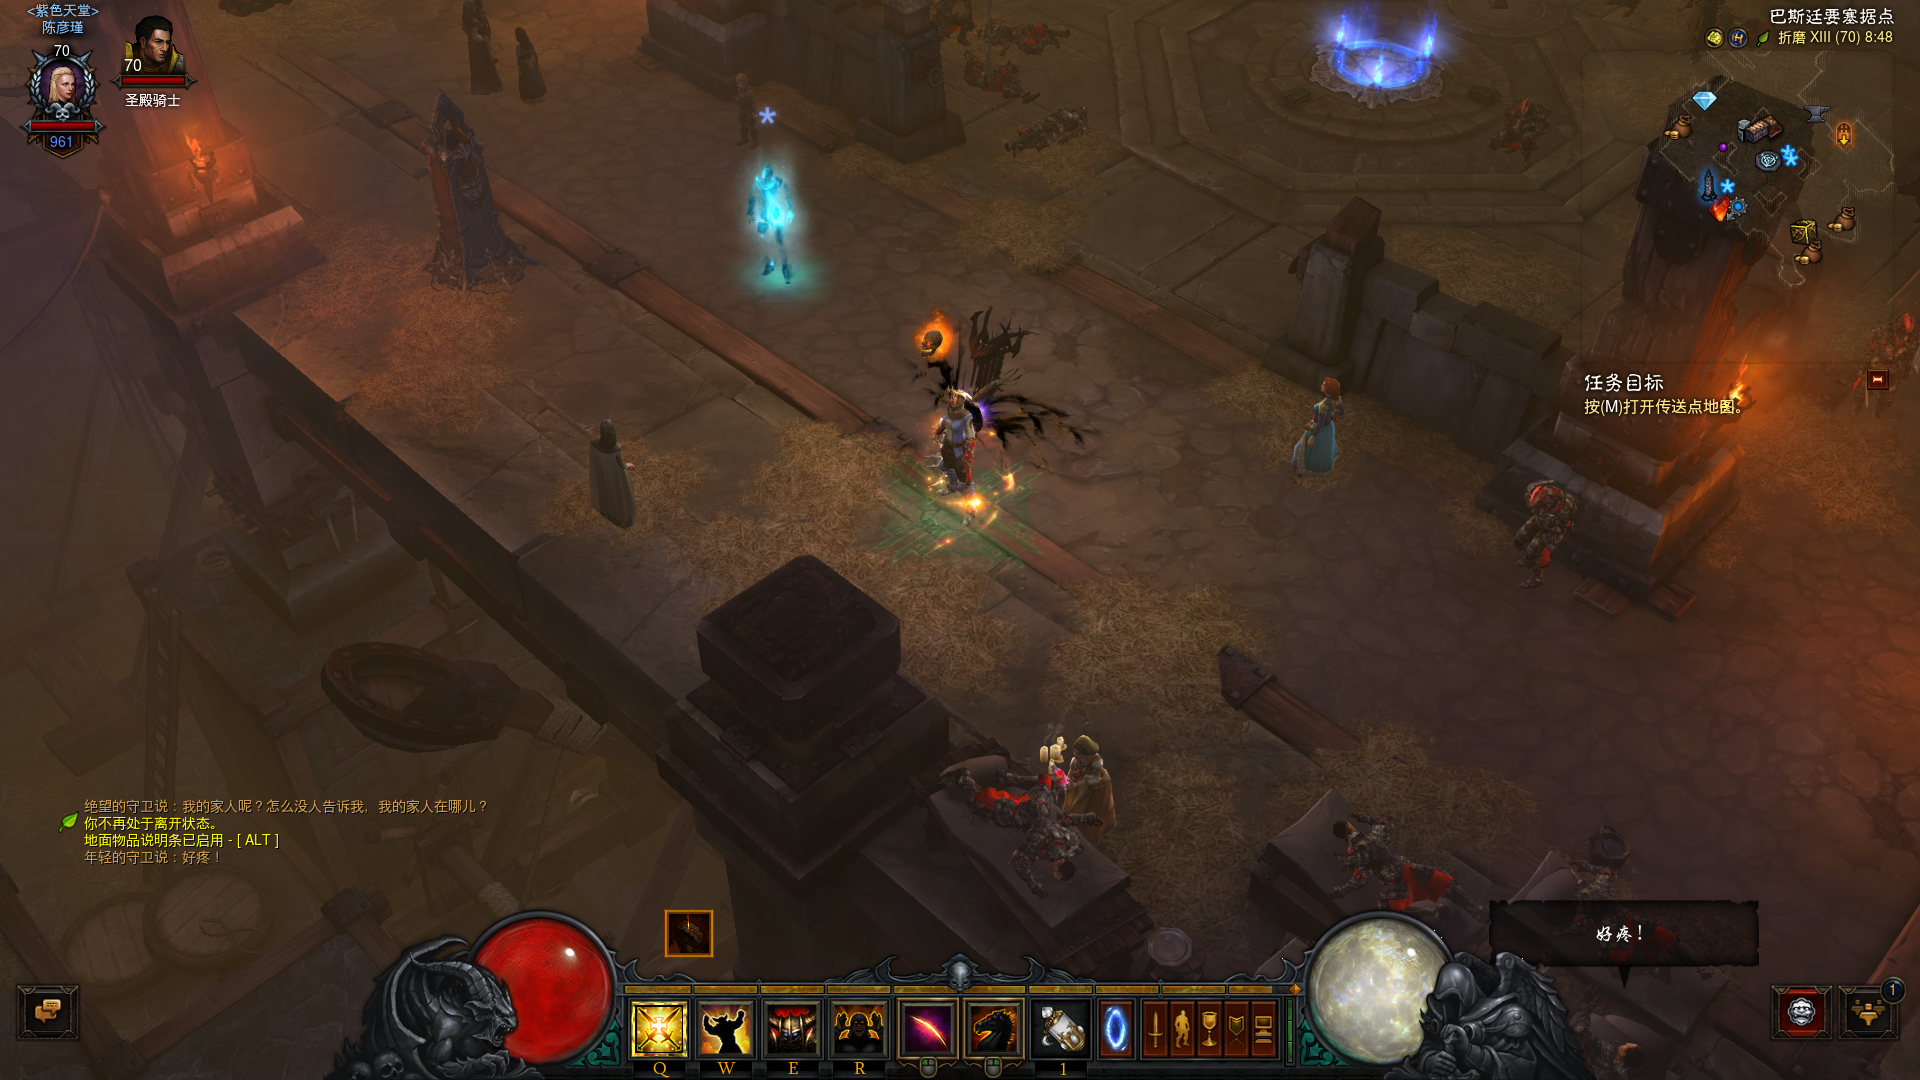 <紫色天堂>
陈彦瑾
70
961
70
圣殿骑士
巴斯廷要塞据点
折磨 XIII (70) 8:48
任务目标
按(M)打开传送点地图。
绝望的守卫说：我的家人呢？怎么没人告诉我，我的家人在哪儿？
你不再处于离开状态。
地面物品说明条已启用 - [ ALT ]
年轻的守卫说：好疼！
好疼！
1
Q W E R 1